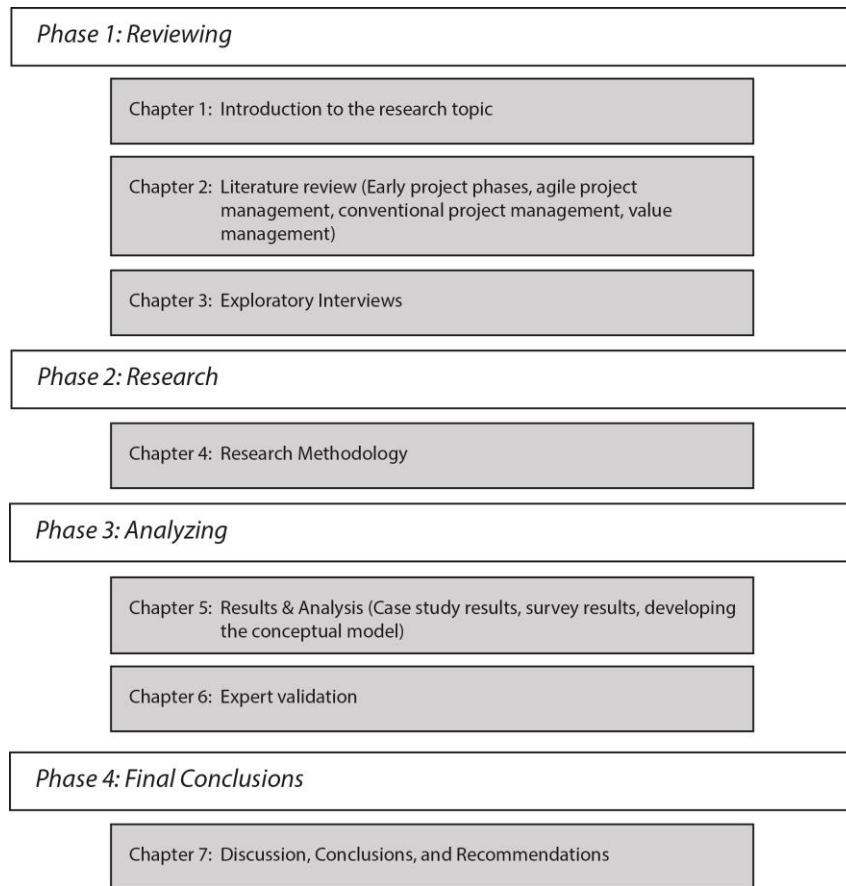 Phase 1: Reviewing
Chapter 1: Introduction to the research topic
Chapter 2: Literature review (Early project phases, agile project
management, conventional project management, value
management)
Chapter 3: Exploratory Interviews
Phase 2: Research
Chapter 4: Research Methodology
Phase 3: Analyzing
Chapter 5: Results & Analysis (Case study results, survey results, developing
the conceptual model)
Chapter 6: Expert validation
Phase 4: Final Conclusions
Chapter 7: Discussion, Conclusions, and Recommendations